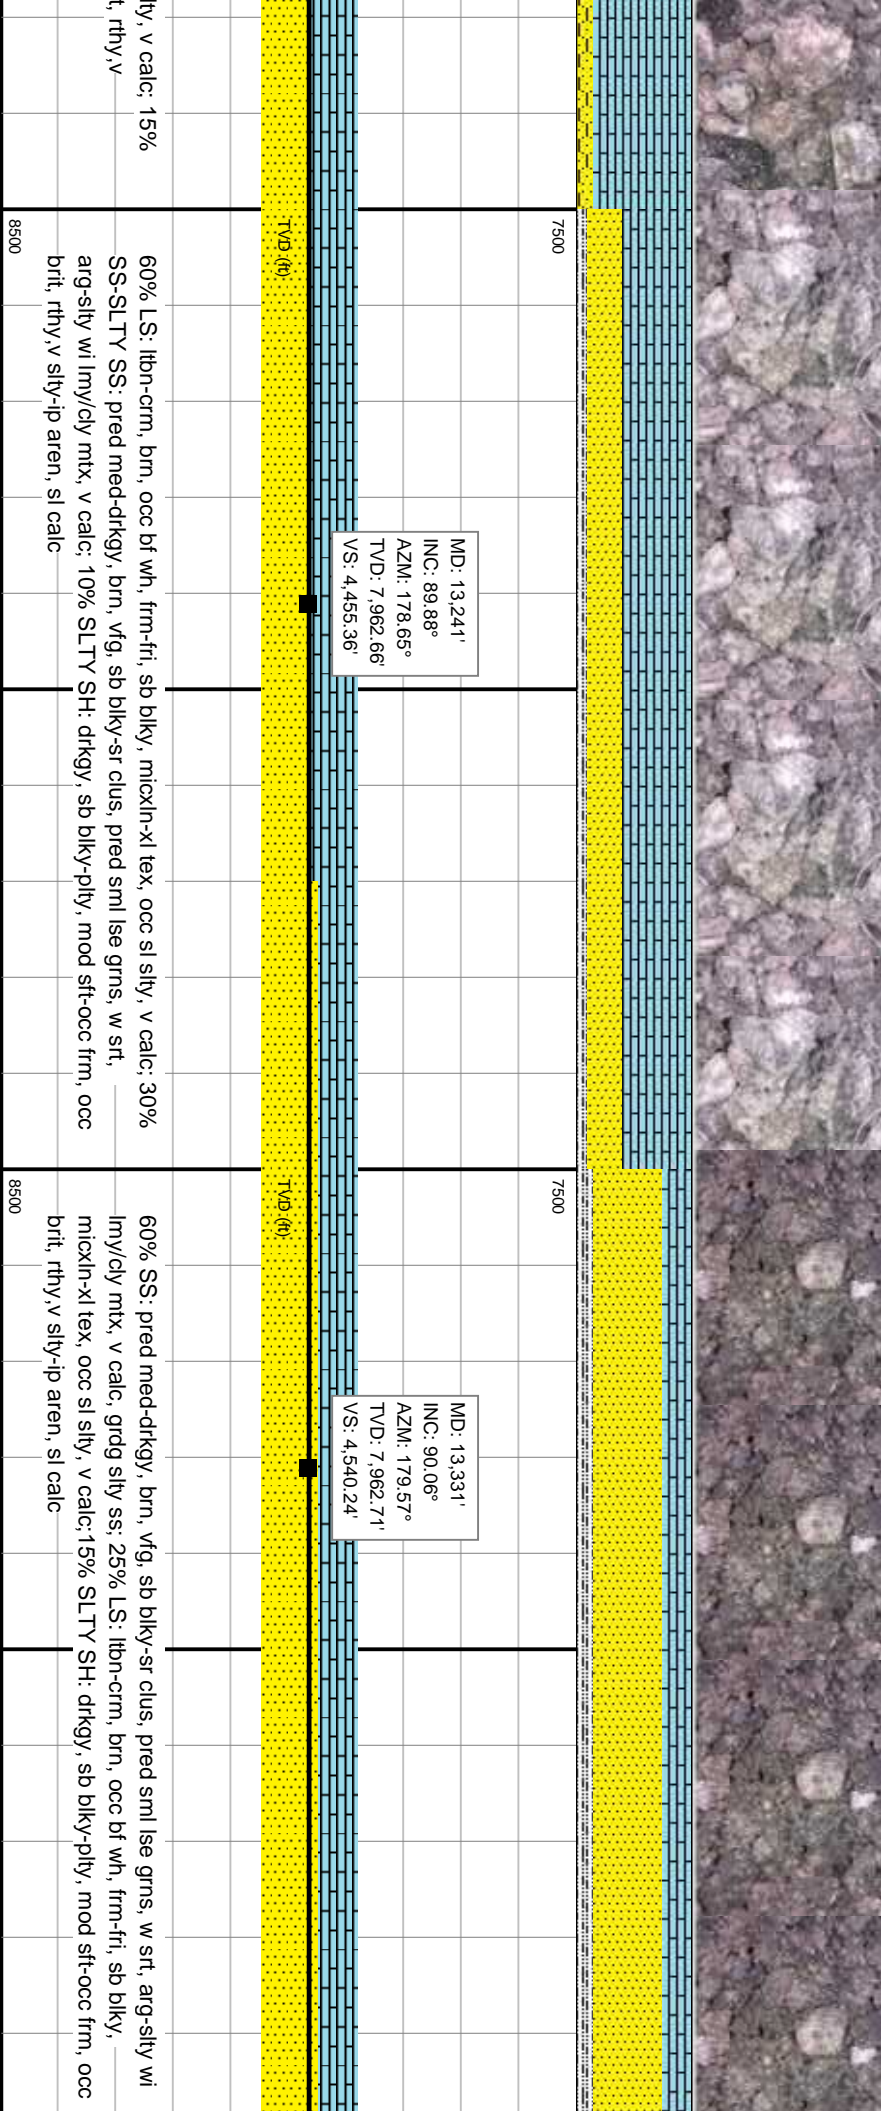 lty, v calc; 15%
t, rthy,v
7500
TVD (ft)
8500
60% LS: ltbn-crm, brn, occ bf wh, frm-fri, sb blky, micxln-xl tex, occ sl slty, v calc; 30%
SS-SLTY SS: pred med-drkgy, brn, vfg, sb blky-sr clus, pred sml lse grns, w srt,
arg-slty wi lmy/cly mtx, v calc; 10% SLTY SH: drkgy, sb blky-plty, mod sft-occ frm, occ
brit, rthy,v slty-ip aren, sl calc
MD: 13,241'
INC: 89.88°
AZM: 178.65°
TVD: 7,962.66'
VS: 4,455.36'
7500
TVD (ft)
8500
60% SS: pred med-drkgy, brn, vfg, sb blky-sr clus, pred sml lse grns, w srt, arg-slty wi
lmy/cly mtx, v calc, grdg slty ss; 25% LS: ltbn-crm, brn, occ bf wh, frm-fri, sb blky,
micxln-xl tex, occ sl slty, v calc;15% SLTY SH: drkgy, sb blky-plty, mod sft-occ frm, occ
brit, rthy,v slty-ip aren, sl calc
MD: 13,331'
INC: 90.06°
AZM: 179.57°
TVD: 7,962.71'
VS: 4,540.24'